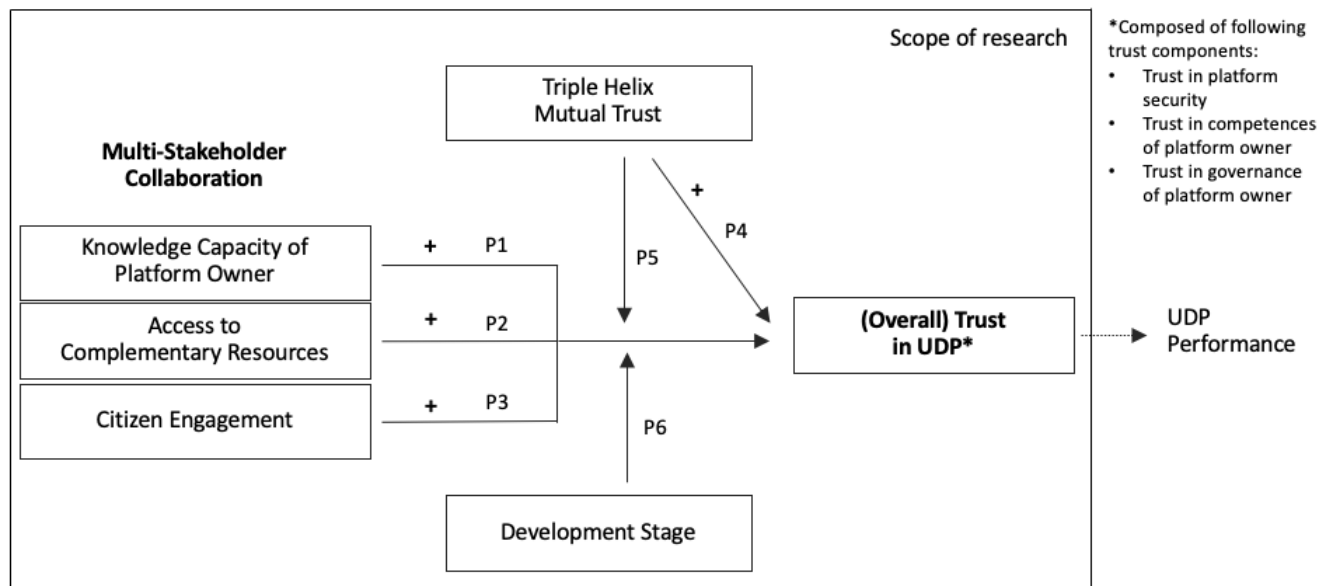 Scope of research
*Composed of following
trust components:
• Trust in platform
security
• Trust in competences
of platform owner
• Trust in governance
of platform owner
Triple Helix
Mutual Trust
Multi-Stakeholder
Collaboration
Knowledge Capacity of
Platform Owner
+ P1
Access to
Complementary Resources
+ P2
Citizen Engagement
+ P3
P5
+
P4
P6
(Overall) Trust
in UDP*
UDP
Performance
Development Stage